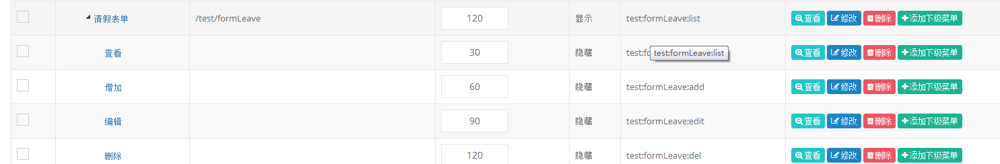 请假表单 /test/formLeave 120 显示 test:formLeave:list 查看 修改 删除 添加下级菜单
查看 30 隐藏 test:fo 查看 修改 删除 添加下级菜单
test:formLeave:list
增加 60 隐藏 test:formLeave:add 查看 修改 删除 添加下级菜单
编辑 90 隐藏 test:formLeave:edit 查看 修改 删除 添加下级菜单
删除 120 隐藏 test:formLeave:del 查看 修改 删除 添加下级菜单